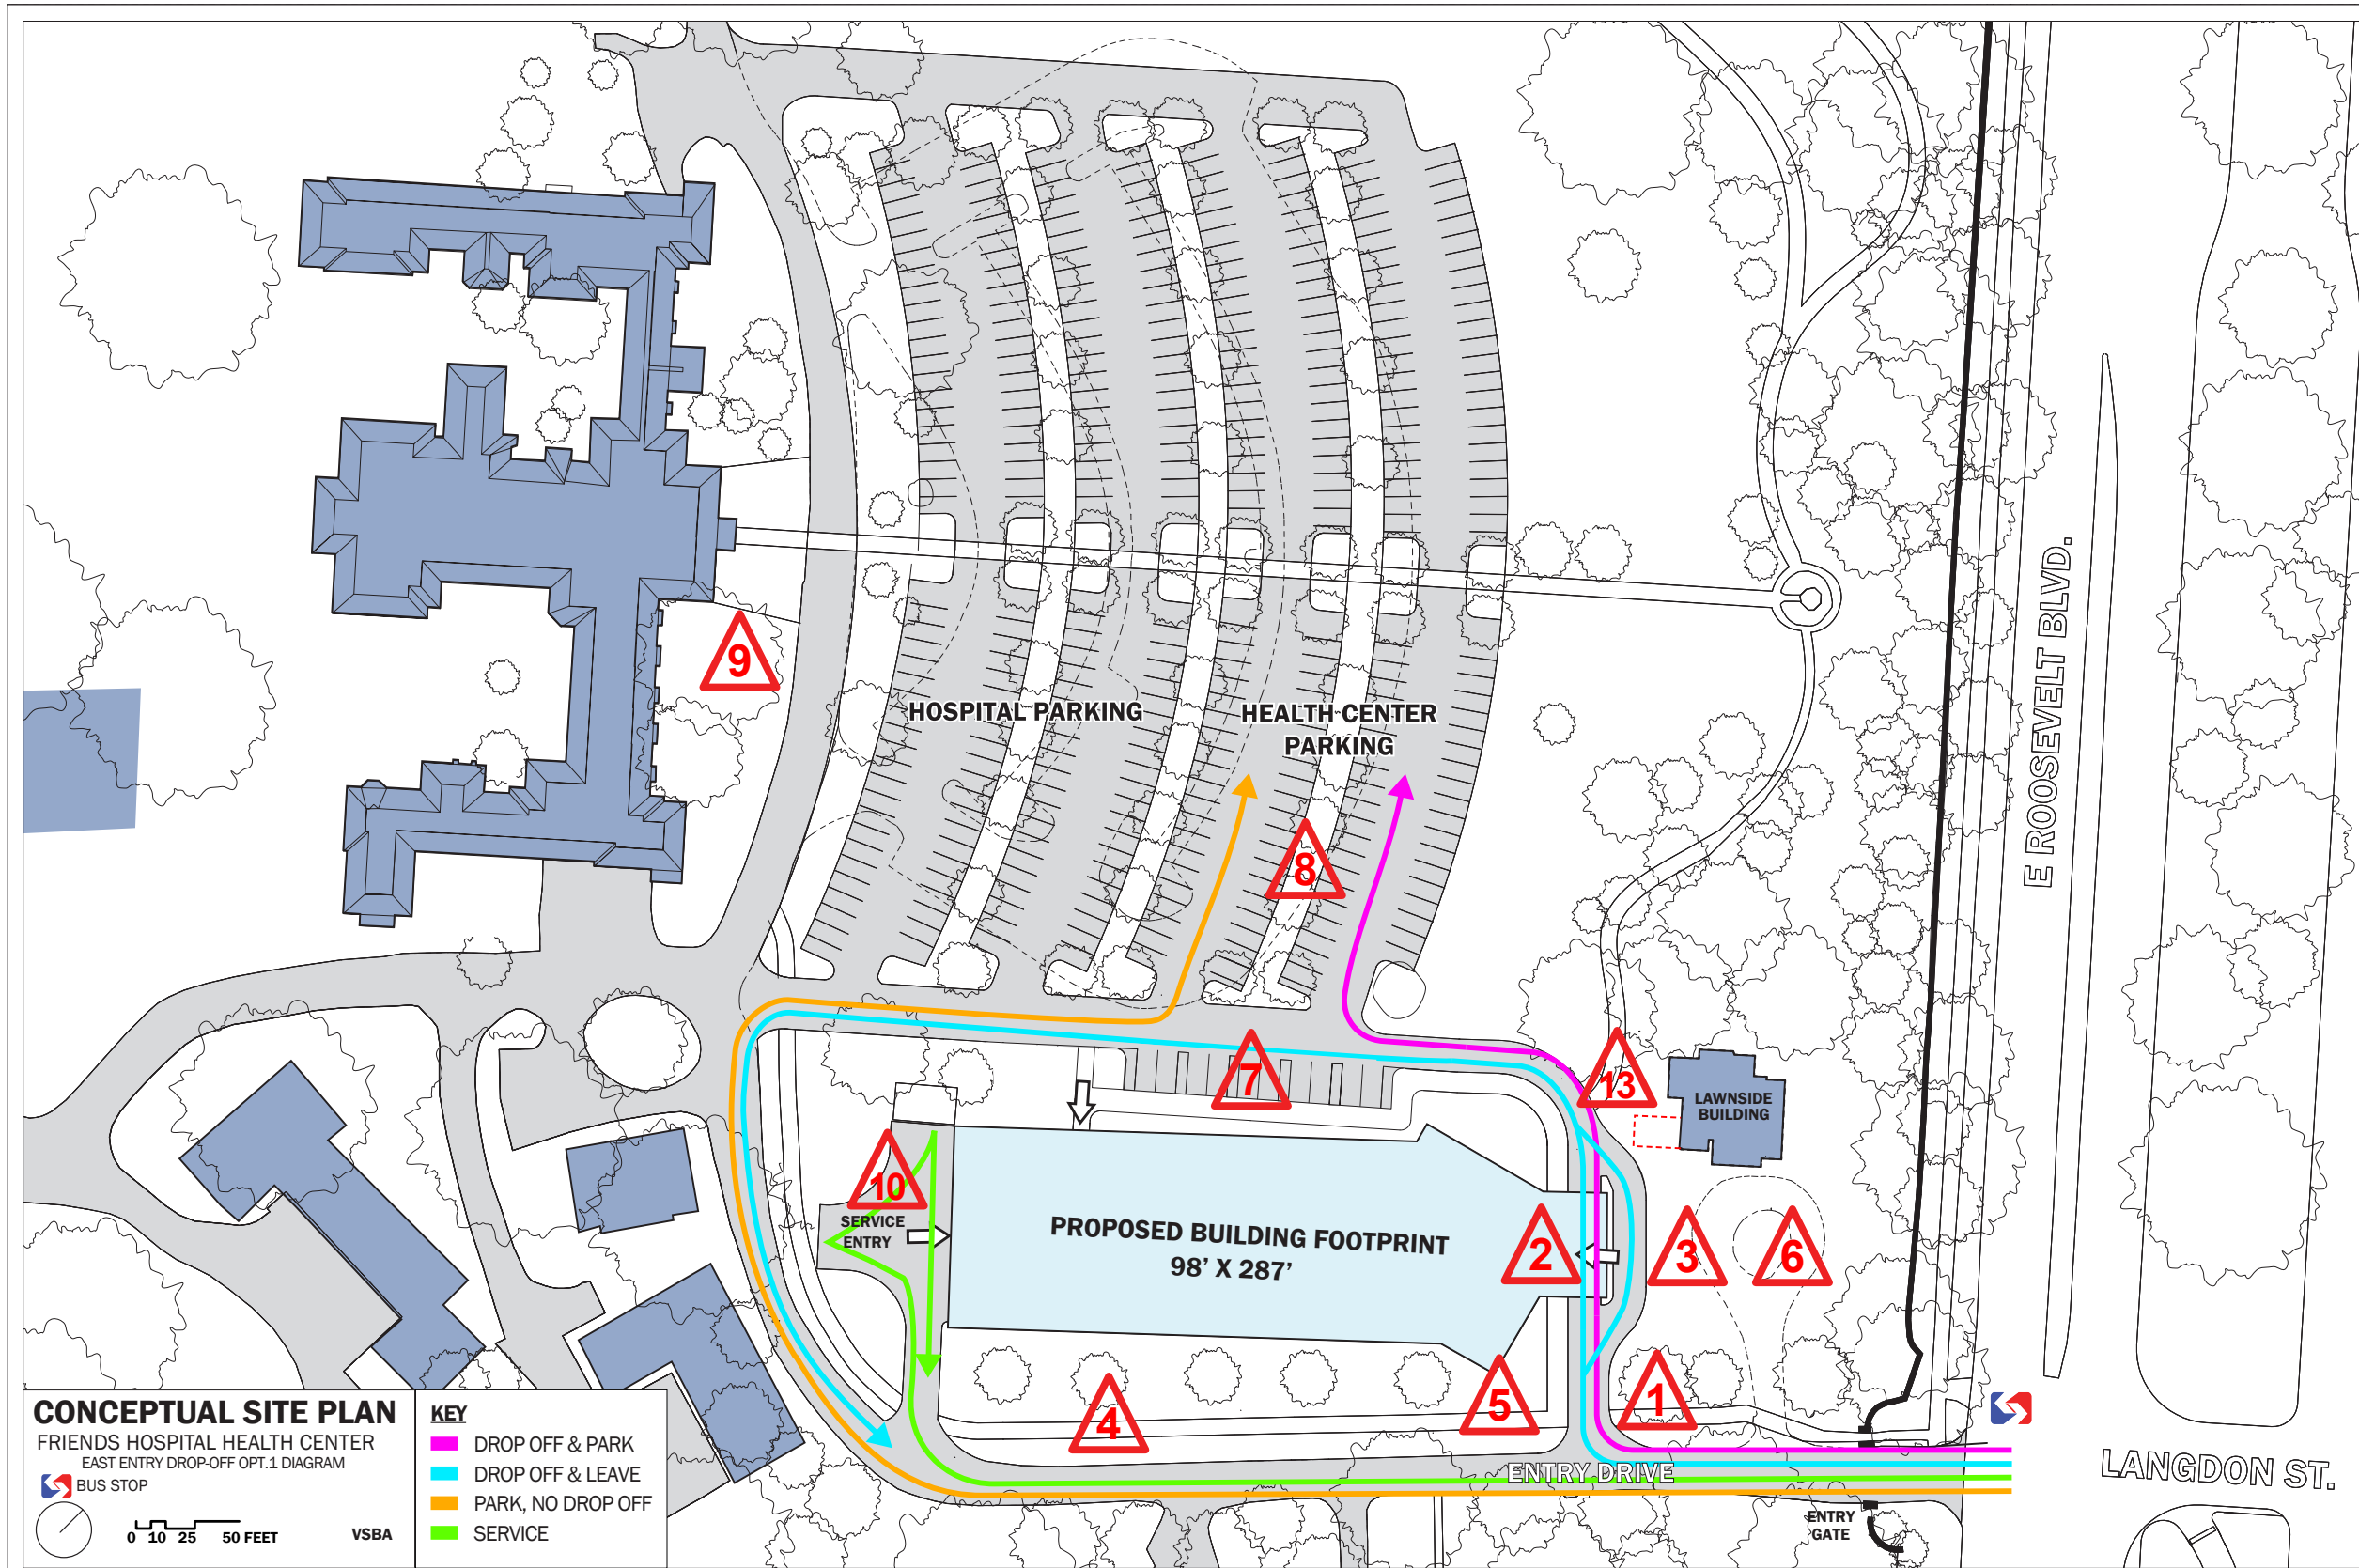 9
HOSPITAL PARKING
HEALTH CENTER
PARKING
8
E ROOSEVELT BLVD.
7
13
LAWNSIDE
BUILDING
10
SERVICE
ENTRY
PROPOSED BUILDING FOOTPRINT
98’ X 287’
2
3
6
4
5
1
ENTRY DRIVE
LANGDON ST.
ENTRY
GATE
CONCEPTUAL SITE PLAN
FRIENDS HOSPITAL HEALTH CENTER
EAST ENTRY DROP-OFF OPT.1 DIAGRAM
BUS STOP
0 10 25 50 FEET
VSBA
KEY
DROP OFF & PARK
DROP OFF & LEAVE
PARK, NO DROP OFF
SERVICE